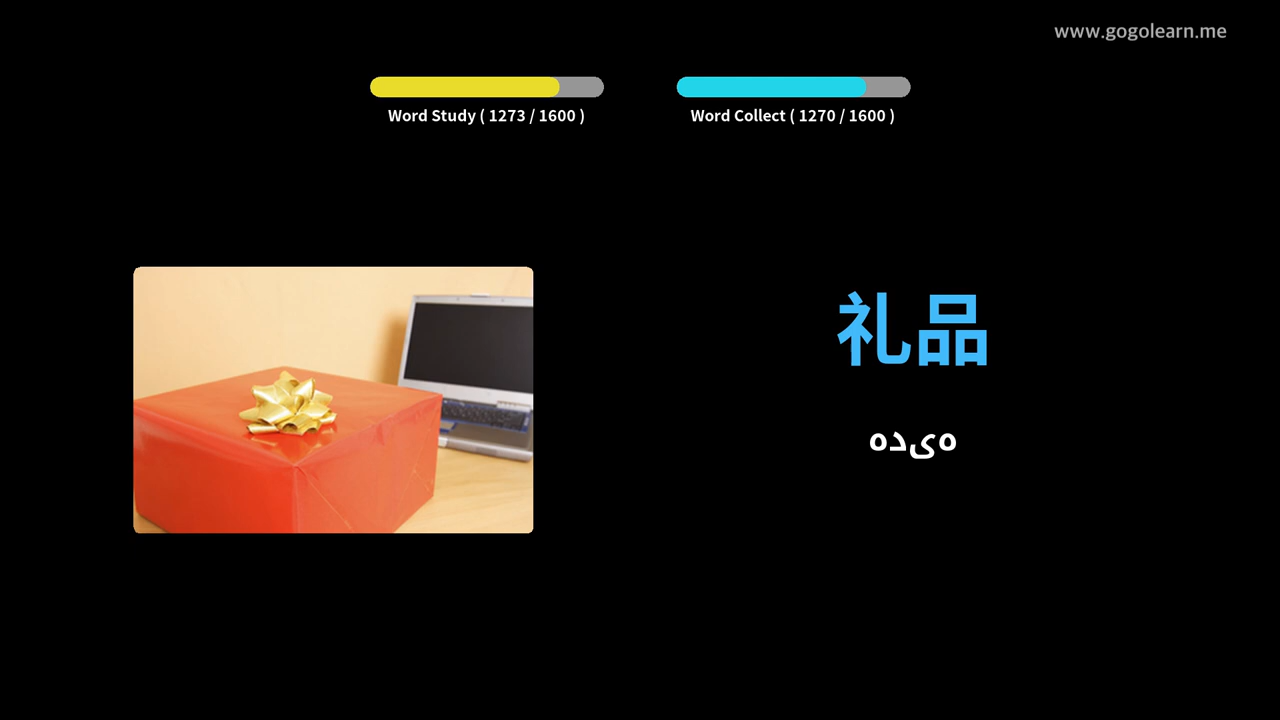 www.gogolearn.me
Word Study ( 1273 / 1600 )
Word Collect ( 1270 / 1600 )
礼品
هدیه